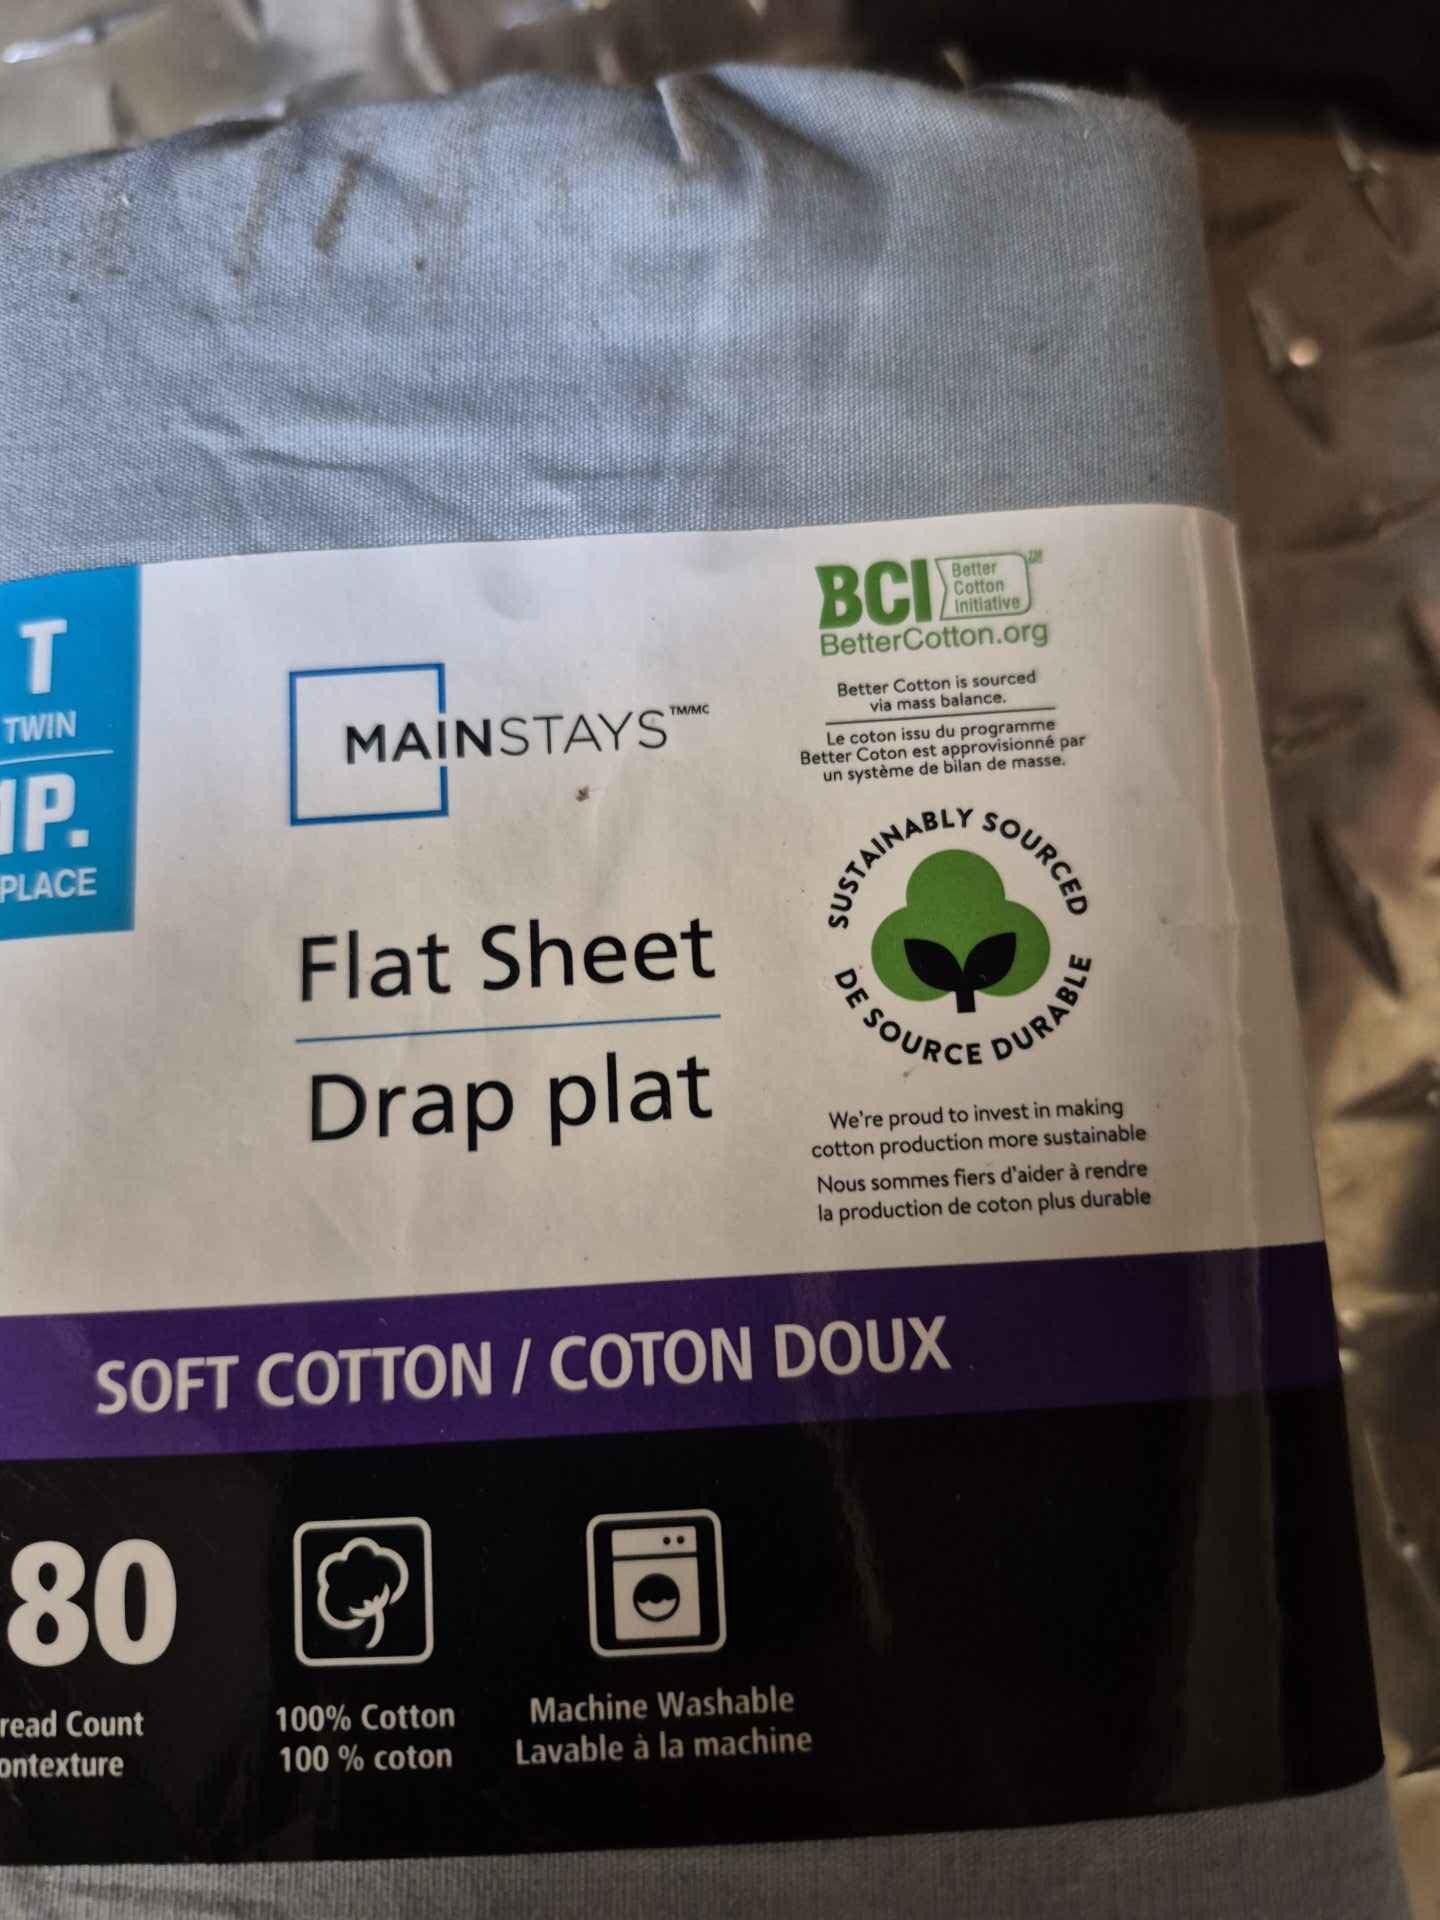 T
TWIN
1P.
PLACE
MAINSTAYS TM/MC
Flat Sheet
Drap plat
BCI Better
Cotton
Initiative TM
BetterCotton.org
Better Cotton is sourced
via mass balance.
Le coton issu du programme
Better Coton est approvisionné par
un système de bilan de masse.
SUSTAINABLY SOURCED
DE SOURCE DURABLE
We're proud to invest in making
cotton production more sustainable
Nous sommes fiers d'aider à rendre
la production de coton plus durable
SOFT COTTON / COTON DOUX
80
read Count
ontexture
100% Cotton
100 % coton
Machine Washable
Lavable à la machine